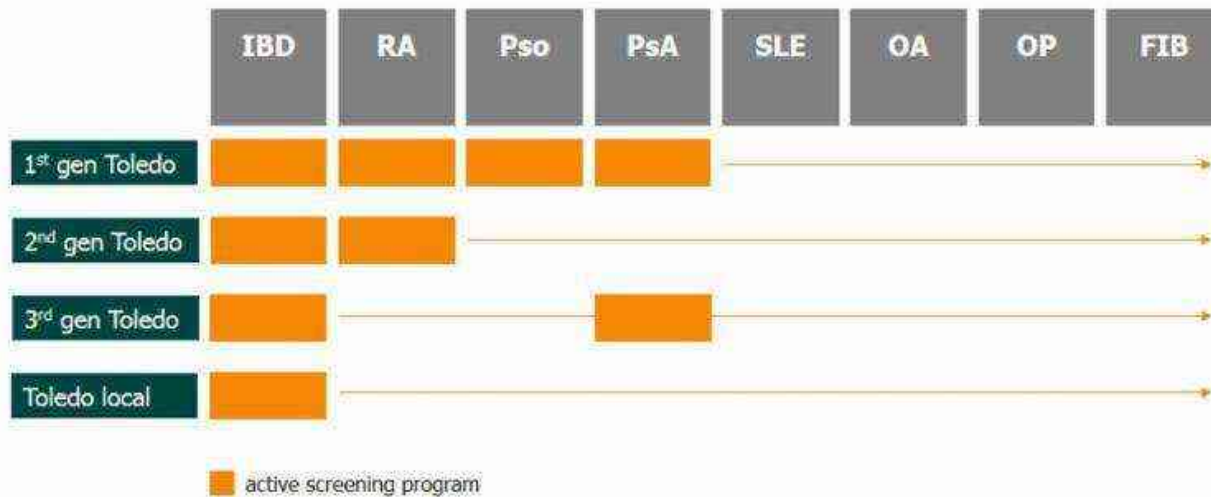 IBD RA Pso PsA SLE OA OP FIB
1st gen Toledo
2nd gen Toledo
3rd gen Toledo
Toledo local
active screening program